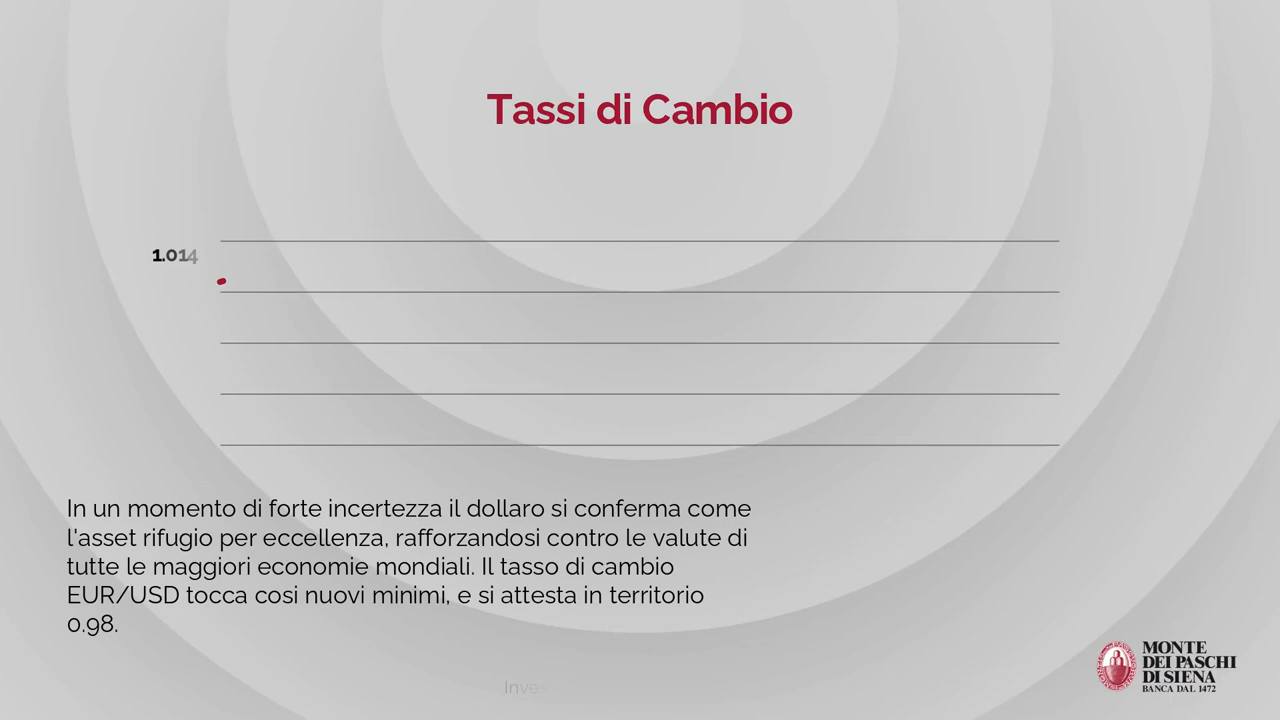 Tassi di Cambio
1.014
In un momento di forte incertezza il dollaro si conferma come
l'asset rifugio per eccellenza, rafforzandosi contro le valute di
tutte le maggiori economie mondiali. Il tasso di cambio
EUR/USD tocca cosi nuovi minimi, e si attesta in territorio
0.98.
MONTE
DEI PASCHI
DI SIENA
BANCA DAL 1472